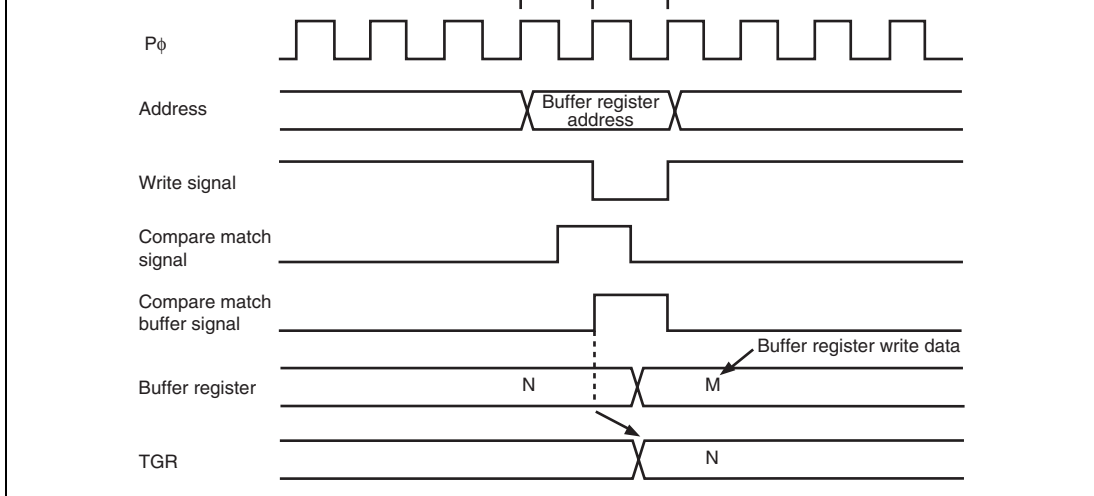 Pϕ
Address
Buffer register
address
Write signal
Compare match
signal
Compare match
buffer signal
Buffer register write data
Buffer register
N
M
TGR
N